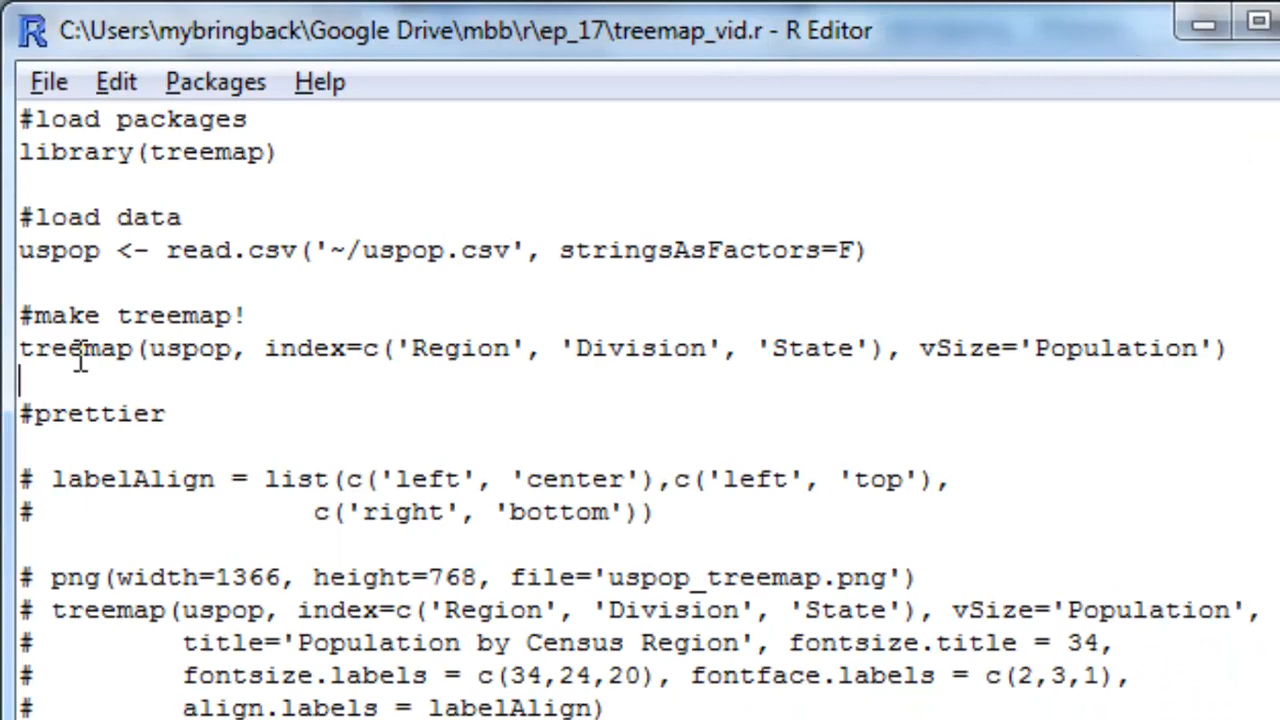 C:\Users\mybringback\Google Drive\mbb\r\ep_17\treemap_vid.r - R Editor
File Edit Packages Help
#load packages
library(treemap)
#load data
uspop <- read.csv('~/uspop.csv', stringsAsFactors=F)
#make treemap!
treemap(uspop, index=c('Region', 'Division', 'State'), vSize='Population')
#prettier
# labelAlign = list(c('left', 'center'),c('left', 'top'),
#                 c('right', 'bottom'))
# png(width=1366, height=768, file='uspop_treemap.png')
# treemap(uspop, index=c('Region', 'Division', 'State'), vSize='Population',
#         title='Population by Census Region', fontsize.title = 34,
#         fontsize.labels = c(34,24,20), fontface.labels = c(2,3,1),
#         align.labels = labelAlign)